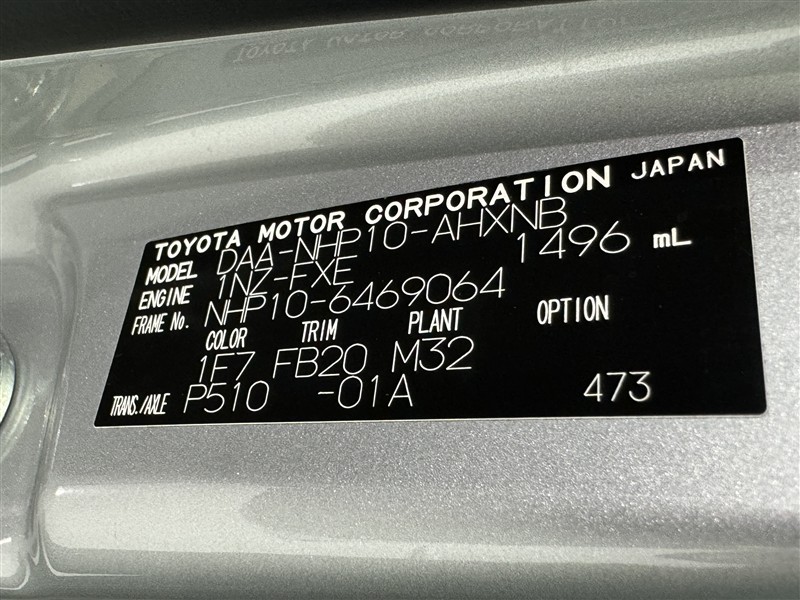 TOYOTA MOTOR CORPORATION JAPAN
MODEL DAA-NHP10-AHXNB
ENGINE 1NZ-FXE 1496 mL
FRAME No. NHP10-6469064
COLOR TRIM PLANT OPTION
1E7 FB20 M32
TRANS./AXLE P510 -01A 473